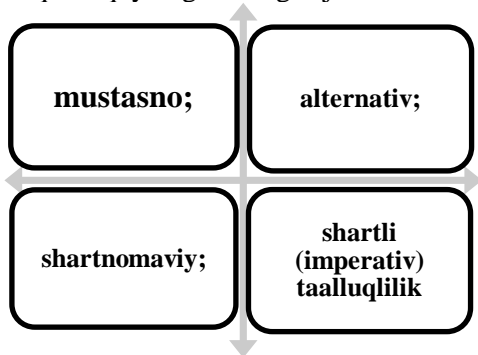 mustasno;
alternativ;
shartnomaviy;
shartli
(imperativ)
taalluqlilik